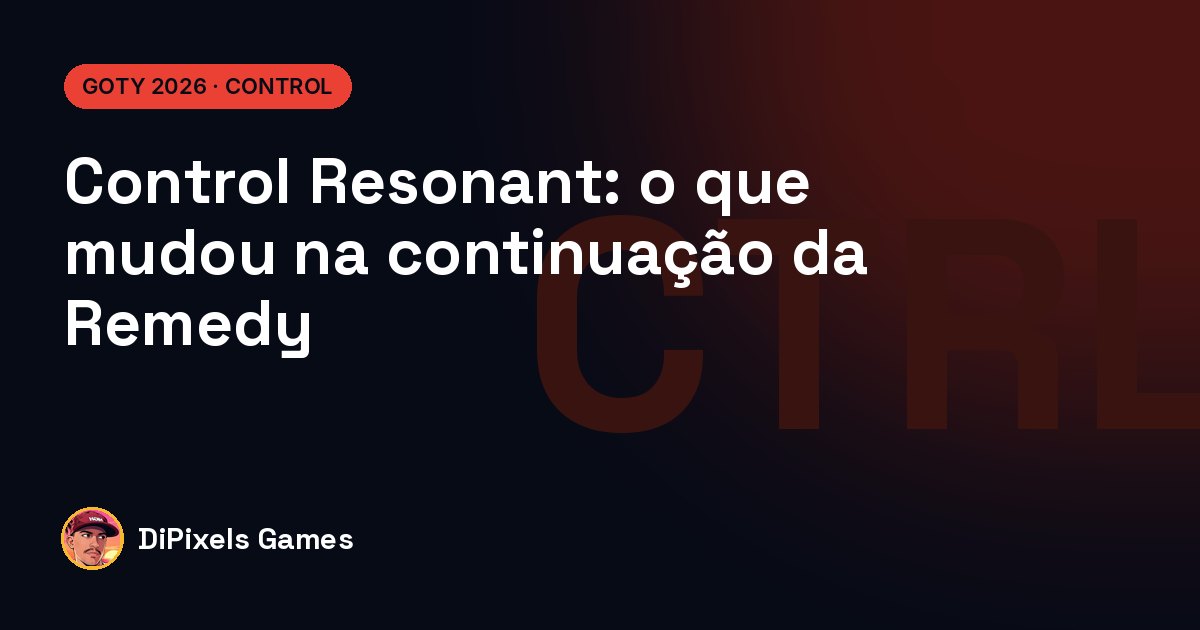 GOTY 2026 · CONTROL
Control Resonant: o que
mudou na continuação da
Remedy
CTRL
DiPixels Games